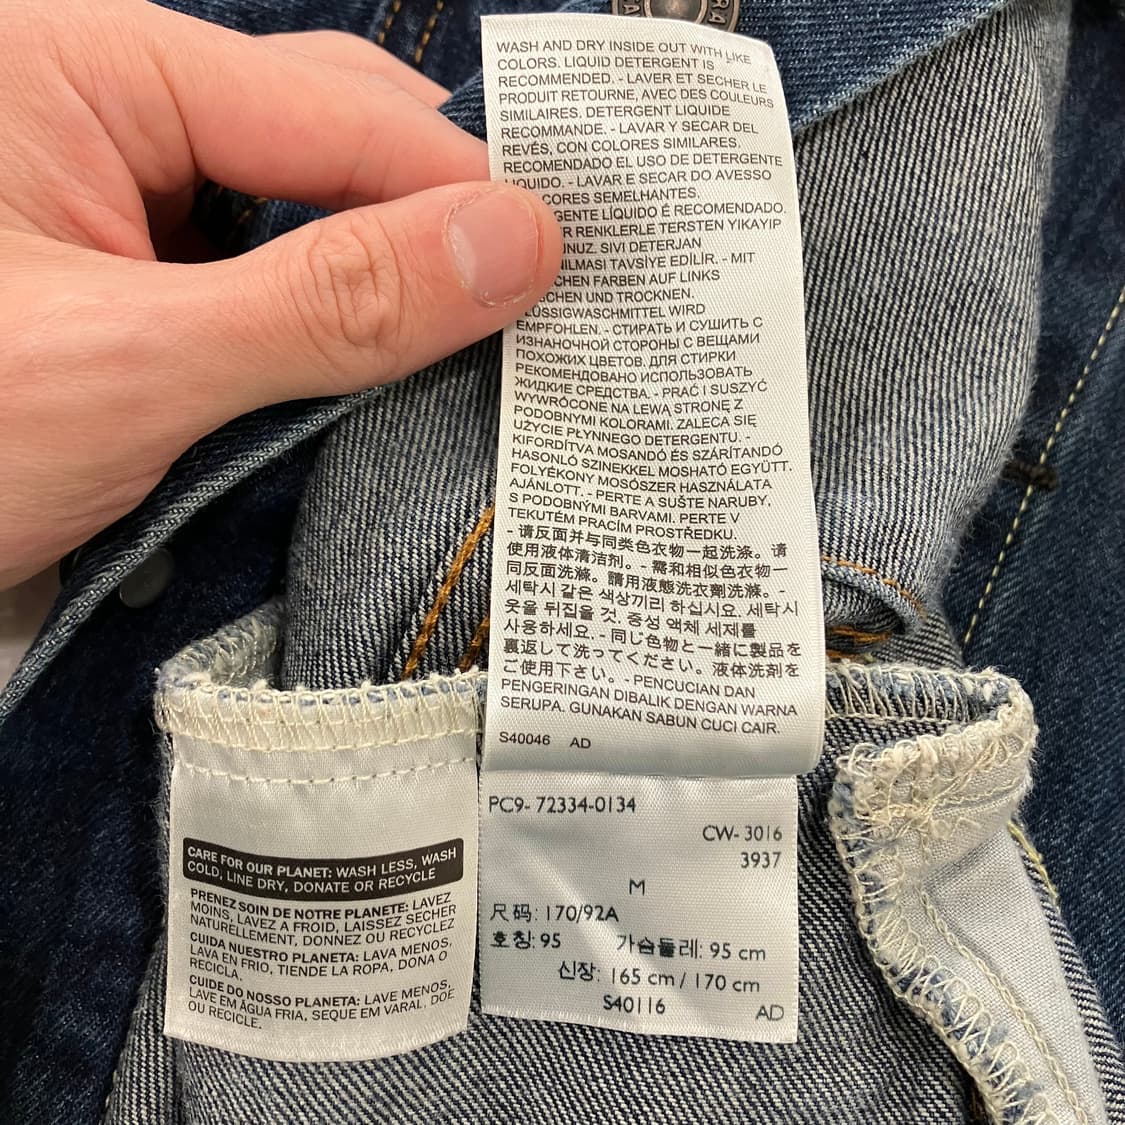 RA
AN
WASH AND DRY INSIDE OUT WITH LIKE
COLORS. LIQUID DETERGENT IS
RECOMMENDED. - LAVER ET SECHER LE
PRODUIT RETOURNE, AVEC DES COULEURS
SIMILAIRES. DETERGENT LIQUIDE
RECOMMANDE. - LAVAR Y SECAR DEL
REVÉS, CON COLORES SIMILARES.
RECOMENDADO EL USO DE DETERGENTE
LIQUIDO. - LAVAR E SECAR DO AVESSO
CORES SEMELHANTES.
GENTE LÍQUIDO É RECOMENDADO.
R RENKLERLE TERSTEN YIKAYIP
NUZ. SIVI DETERJAN
NILMASI TAVSİYE EDİLİR. - MIT
CHEN FARBEN AUF LINKS
SCHEN UND TROCKNEN.
LÜSSIGWASCHMITTEL WIRD
EMPFOHLEN. - СТИРАТЬ И СУШИТЬ С
ИЗНАНОЧНОЙ СТОРОНЫ С ВЕЩАМИ
ПОХОЖИХ ЦВЕТОВ. ДЛЯ СТИРКИ
РЕКОМЕНДОВАНО ИСПОЛЬЗОВАТЬ
ЖИДКИЕ СРЕДСТВА. - PRAĆ I SUSZYĆ
WYWRÓCONE NA LEWĄ STRONĘ Z
PODOBNYMI KOLORAMI. ZALECA SIĘ
UŻYCIE PŁYNNEGO DETERGENTU. -
KIFORDÍTVA MOSANDÓ ÉS SZÁRÍTANDÓ
HASONLÓ SZINEKKEL MOSHATÓ EGYÜTT.
FOLYÉKONY MOSÓSZER HASZNÁLATA
AJÁNLOTT. - PERTE A SUŠTE NARUBY,
S PODOBNÝMI BARVAMI. PERTE V
TEKUTÉM PRACÍM PROSTŘEDKU.
- 请反面并与同类色衣物一起洗涤。请
使用液体清洁剂。- 需和相似色衣物一
同反面洗滌。請用液態洗衣劑洗滌。-
세탁시 같은 색상끼리 하십시요. 세탁시
옷을 뒤집을 것. 중성 액체 세제를
사용하세요. - 同じ色物と一緒に製品を
裏返して洗ってください。液体洗剤を
ご使用下さい。- PENCUCIAN DAN
PENGERINGAN DIBALIK DENGAN WARNA
SERUPA. GUNAKAN SABUN CUCI CAIR.
S40046 AD
PC9- 72334-0134
CW- 3016
3937
M
尺码: 170/92A
호칭: 95 가슴둘레: 95 cm
신장: 165 cm / 170 cm
S40116 AD
CARE FOR OUR PLANET: WASH LESS, WASH
COLD, LINE DRY, DONATE OR RECYCLE
PRENEZ SOIN DE NOTRE PLANETE: LAVEZ
MOINS, LAVEZ A FROID, LAISSEZ SECHER
NATURELLEMENT, DONNEZ OU RECYCLEZ
CUIDA NUESTRO PLANETA: LAVA MENOS,
LAVA EN FRIO, TIENDE LA ROPA, DONA O
RECICLA.
CUIDE DO NOSSO PLANETA: LAVE MENOS,
LAVE EM ÁGUA FRIA, SEQUE EM VARAL, DOE
OU RECICLE.